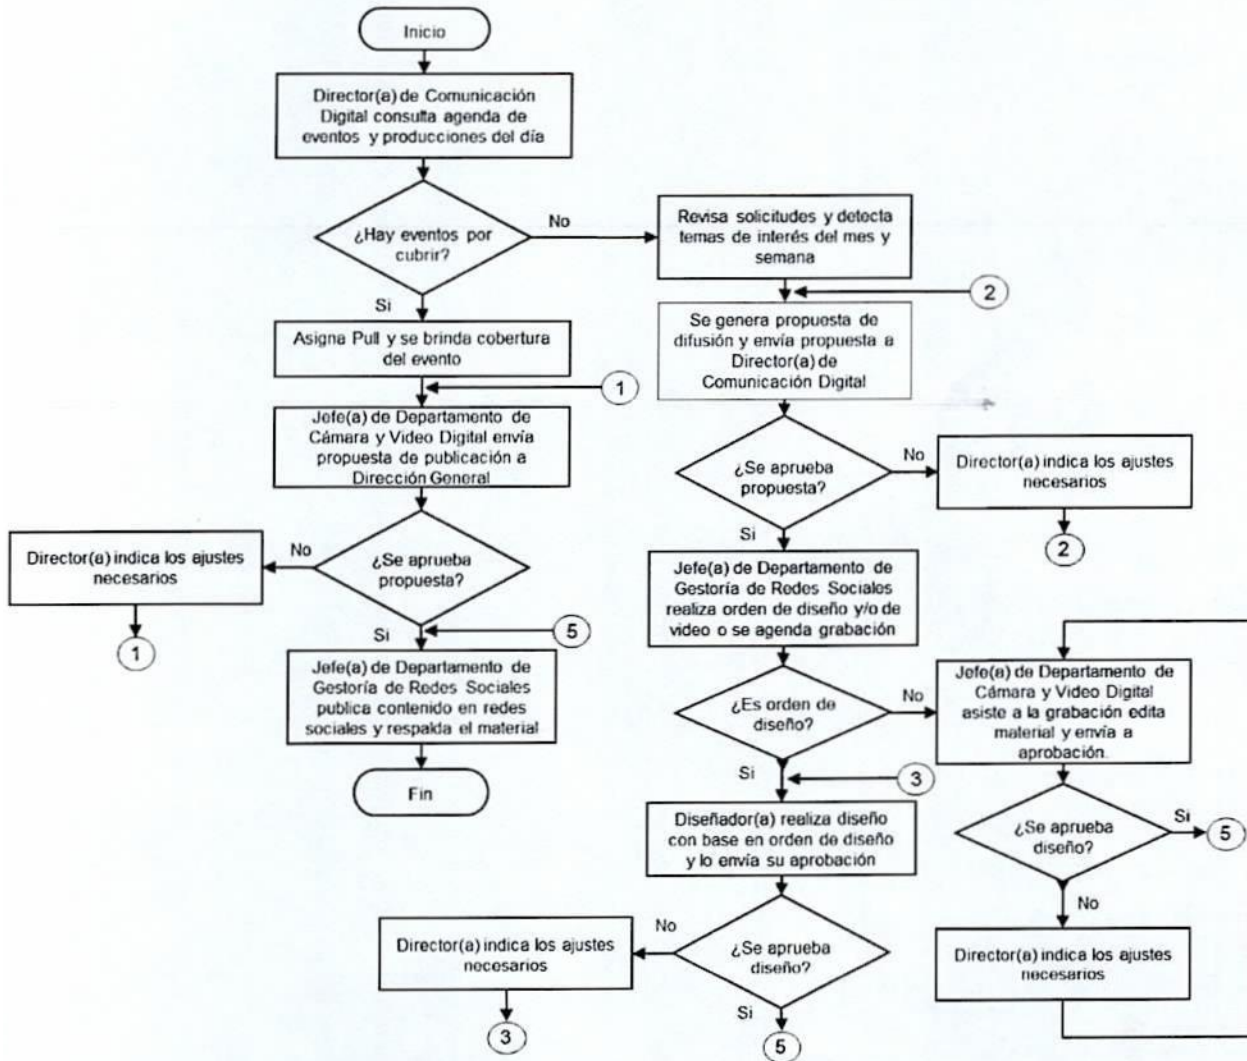 Inicio
Director(a) de Comunicación
Digital consulta agenda de
eventos y producciones del día
¿Hay eventos por
cubrir?
No
Revisa solicitudes y detecta
temas de interés del mes y
semana
2
Si
Asigna Pull y se brinda cobertura
del evento
Se genera propuesta de
difusión y envía propuesta a
Director(a) de
Comunicación Digital
1
Jefe(a) de Departamento de
Cámara y Video Digital envía
propuesta de publicación a
Dirección General
¿Se aprueba
propuesta?
No
Director(a) indica los ajustes
necesarios
2
Si
Director(a) indica los ajustes
necesarios
No
¿Se aprueba
propuesta?
1
Si
5
Jefe(a) de Departamento de
Gestoría de Redes Sociales
realiza orden de diseño y/o de
video o se agenda grabación
Jefe(a) de Departamento de
Gestoría de Redes Sociales
publica contenido en redes
sociales y respalda el material
Fin
¿Es orden de
diseño?
No
Jefe(a) de Departamento de
Cámara y Video Digital
asiste a la grabación edita
material y envía a
aprobación.
Si
3
Diseñador(a) realiza diseño
con base en orden de diseño
y lo envía su aprobación
¿Se aprueba
diseño?
Si
5
No
Director(a) indica los ajustes
necesarios
No
Director(a) indica los ajustes
necesarios
3
¿Se aprueba
diseño?
Si
5